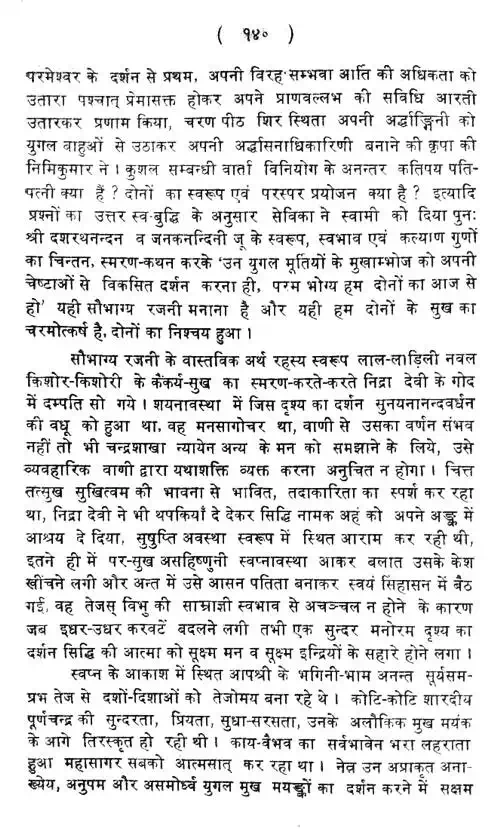 ( १४० )
परमेश्वर के दर्शन से प्रथम, अपनी विरह-सम्भवा आर्ति की अधिकता को
उतारा पश्चात् प्रेमासक्त होकर अपने प्राणवल्लभ की सविधि आरती
उतारकर प्रणाम किया, चरण पीठ शिर स्थिता अपनी अर्द्धाङ्गिनी को
युगल वाहुओं से उठाकर अपनी अर्द्धासनाधिकारिणी बनाने की कृपा की
निमिकुमार ने । कुशल सम्बन्धी वार्ता विनियोग के अनन्तर कतिपय पति-
पत्नी क्या हैं ? दोनों का स्वरूप एवं परस्पर प्रयोजन क्या है ? इत्यादि
प्रश्नों का उत्तर स्व-बुद्धि के अनुसार सेविका ने स्वामी को दिया पुनः
श्री दशरथनन्दन व जनकनन्दिनी जू के स्वरूप, स्वभाव एवं कल्याण गुणों
का चिन्तन, स्मरण-कथन करके 'उन युगल मूर्तियों के मुखाम्भोज को अपनी
चेष्टाओं से विकसित दर्शन करना ही, परम भोग्य हम दोनों का आज से
हो' यही सौभाग्य रजनी मनाना है और यही हम दोनों के सुख का
चरमोत्कर्ष है, दोनों का निश्चय हुआ ।
सौभाग्य रजनी के वास्तविक अर्थ रहस्य स्वरूप लाल-लाड़िली नवल
किशोर-किशोरी के कैंकर्य-सुख का स्मरण-करते-करते निद्रा देवी के गोद
में दम्पति सो गये । शयनावस्था में जिस दृश्य का दर्शन सुनयनानन्दवर्धन
की वधू को हुआ था, वह मनसागोचर था, वाणी से उसका वर्णन संभव
नहीं तो भी चन्द्रशाखा न्यायेन अन्य के मन को समझाने के लिये, उसे
व्यवहारिक वाणी द्वारा यथाशक्ति व्यक्त करना अनुचित न होगा । चित्त
तत्सुख सुखित्वम की भावना से भावित, तदाकारिता का स्पर्श कर रहा
था, निद्रा देवी ने भी थपकियाँ दे देकर सिद्धि नामक अहं को अपने अङ्क में
आश्रय दे दिया, सुषुप्ति अवस्था स्वरूप में स्थित आराम कर रही थी,
इतने ही में पर-सुख असहिष्णुनी स्वप्नावस्था आकर बलात उसके केश
खींचने लगी और अन्त में उसे आसन पतिता बनाकर स्वयं सिंहासन में बैठ
गई, वह तेजस् विभु की साम्राज्ञी स्वभाव से अचञ्चल न होने के कारण
जब इधर-उधर करवटें बदलने लगी तभी एक सुन्दर मनोरम दृश्य का
दर्शन सिद्धि की आत्मा को सूक्ष्म मन व सूक्ष्म इन्द्रियों के सहारे होने लगा ।
स्वप्न के आकाश में स्थित आपश्री के भगिनी-भाम अनन्त सूर्यसम-
प्रभ तेज से दशों-दिशाओं को तेजोमय बना रहे थे । कोटि-कोटि शारदीय
पूर्णचन्द्र की सुन्दरता, प्रियता, सुधा-सरसता, उनके अलौकिक मुख मयंक
के आगे तिरस्कृत हो रही थी । काय-वैभव का सर्वभावेन भरा लहराता
हुआ महासागर सबको आत्मसात् कर रहा था । नेत्र उन अप्राकृत अना-
ख्येय, अनुपम और असमोर्ध्व युगल मुख मयङ्कों का दर्शन करने में सक्षम